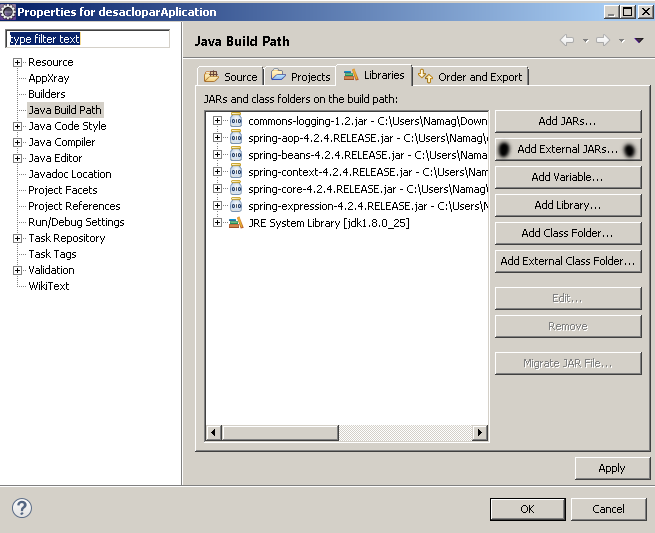 Properties for desacloparAplication
type filter text
Resource
AppXray
Builders
Java Build Path
Java Code Style
Java Compiler
Java Editor
Javadoc Location
Project Facets
Project References
Run/Debug Settings
Task Repository
Task Tags
Validation
WikiText
Java Build Path
Source Projects Libraries Order and Export
JARs and class folders on the build path:
commons-logging-1.2.jar - C:\Users\Namag\Down
spring-aop-4.2.4.RELEASE.jar - C:\Users\Namag\
spring-beans-4.2.4.RELEASE.jar - C:\Users\Nama
spring-context-4.2.4.RELEASE.jar - C:\Users\Nam
spring-core-4.2.4.RELEASE.jar - C:\Users\Namag\
spring-expression-4.2.4.RELEASE.jar - C:\Users\N
JRE System Library [jdk1.8.0_25]
Add JARs...
Add External JARs...
Add Variable...
Add Library...
Add Class Folder...
Add External Class Folder...
Edit...
Remove
Migrate JAR File...
Apply
OK Cancel